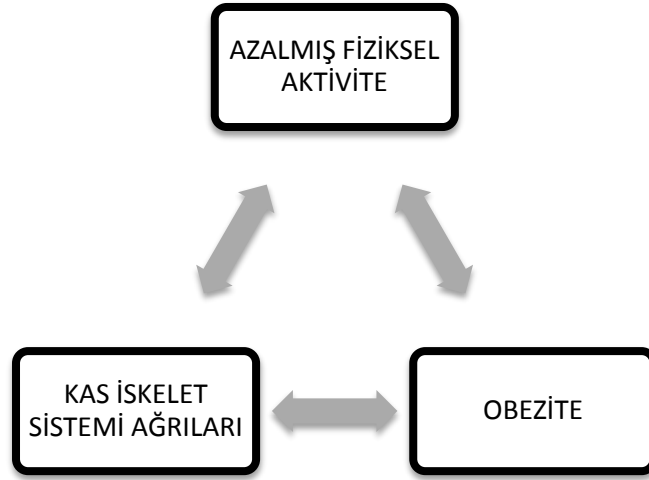 AZALMIŞ FİZİKSEL
AKTİVİTE
KAS İSKELET
SİSTEMİ AĞRILARI
OBEZİTE